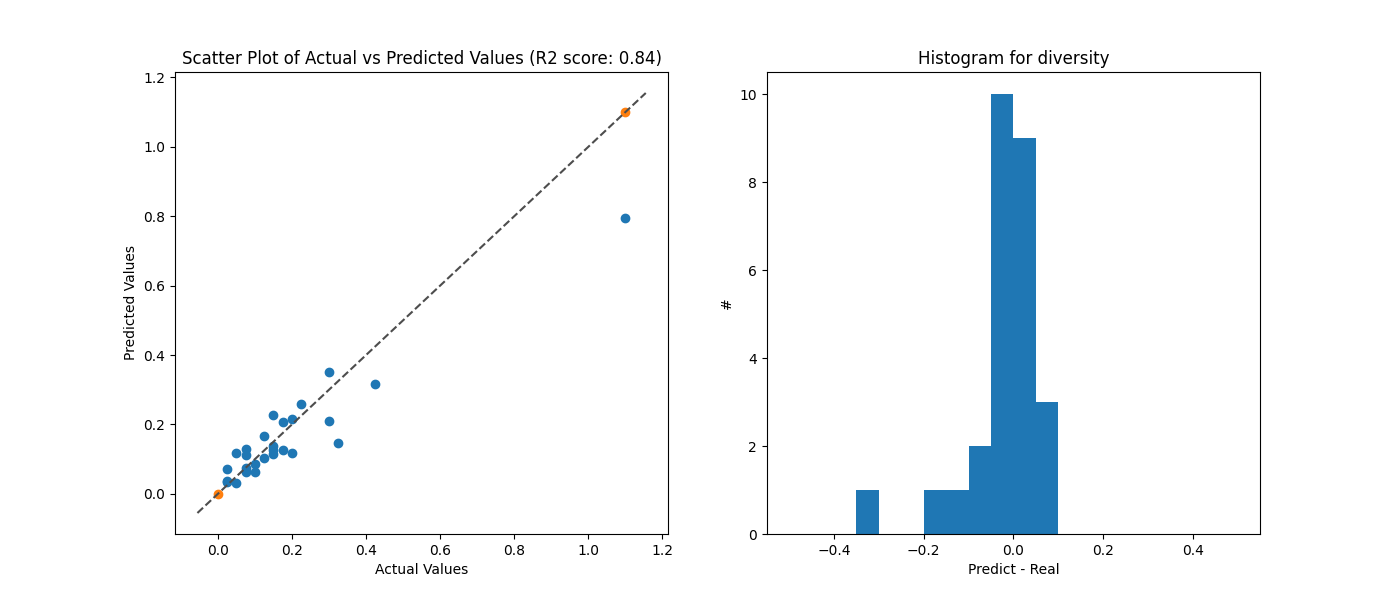 Scatter Plot of Actual vs Predicted Values (R2 score: 0.84)
1.2
1.0
0.8
0.6
0.4
0.2
0.0
Predicted Values
0.0 0.2 0.4 0.6 0.8 1.0 1.2
Actual Values
Histogram for diversity
10
8
6
4
2
0
#
−0.4 −0.2 0.0 0.2 0.4
Predict - Real